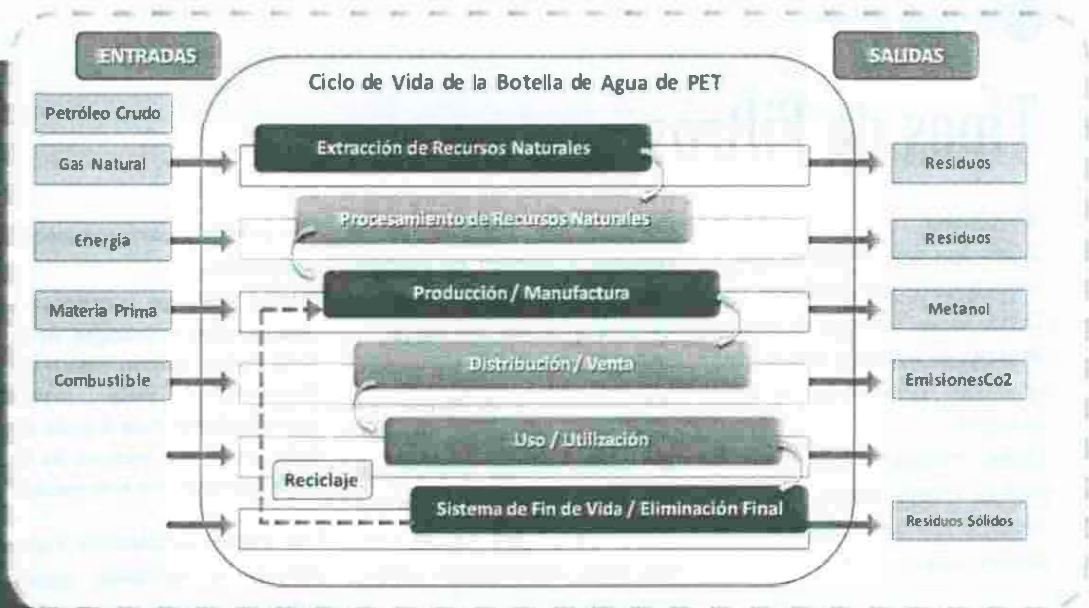 ENTRADAS
SALIDAS
Ciclo de Vida de la Botella de Agua de PET
Petróleo Crudo
Gas Natural
Extracción de Recursos Naturales
Residuos
Energía
Procesamiento de Recursos Naturales
Residuos
Materia Prima
Producción / Manufactura
Metanol
Combustible
Distribución / Venta
EmisionesCo2
Uso / Utilización
Reciclaje
Sistema de Fin de Vida / Eliminación Final
Residuos Sólidos